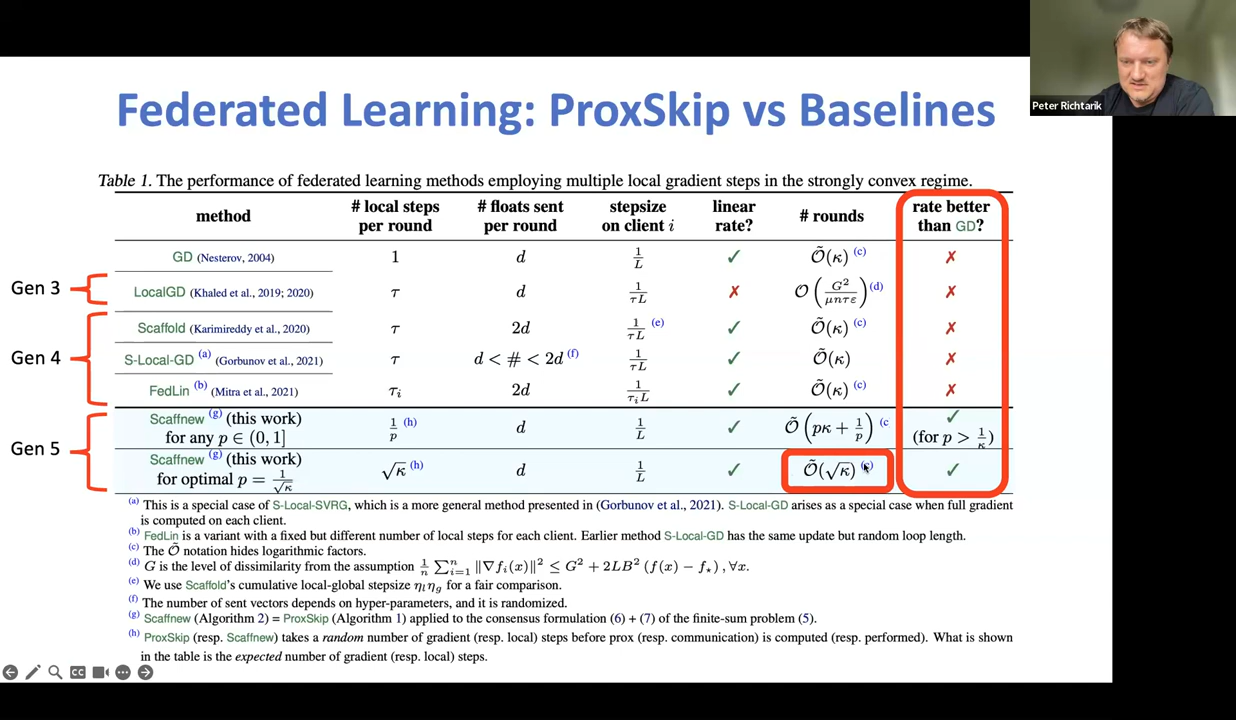 Peter Richtarik
Federated Learning: ProxSkip vs Baselines
Table 1. The performance of federated learning methods employing multiple local gradient steps in the strongly convex regime.
method # local steps per round # floats sent per round stepsize on client i linear rate? # rounds rate better than GD?
GD (Nesterov, 2004) 1 d 1/L ✓ Õ(κ) (c) ✗
Gen 3
LocalGD (Khaled et al., 2019; 2020) τ d 1/τL ✗ O(G²/μnτε) (d) ✗
Scaffold (Karimireddy et al., 2020) τ 2d 1/τL (e) ✓ Õ(κ) (c) ✗
Gen 4
S-Local-GD (a) (Gorbunov et al., 2021) τ d < # < 2d (f) 1/τL ✓ Õ(κ) ✗
FedLin (b) (Mitra et al., 2021) τᵢ 2d 1/τᵢL ✓ Õ(κ) (c) ✗
Gen 5
Scaffnew (g) (this work) for any p ∈ (0, 1] 1/p (h) d 1/L ✓ Õ(pκ + 1/p) (c ✓ (for p > 1/κ)
Scaffnew (g) (this work) for optimal p = 1/√κ √κ (h) d 1/L ✓ Õ(√κ) (c) ✓
(a) This is a special case of S-Local-SVRG, which is a more general method presented in (Gorbunov et al., 2021). S-Local-GD arises as a special case when full gradient
is computed on each client.
(b) FedLin is a variant with a fixed but different number of local steps for each client. Earlier method S-Local-GD has the same update but random loop length.
(c) The Õ notation hides logarithmic factors.
(d) G is the level of dissimilarity from the assumption 1/n ∑ⁿᵢ₌₁ ‖∇fᵢ(x)‖² ≤ G² + 2LB² (f(x) − f⋆), ∀x.
(e) We use Scaffold's cumulative local-global stepsize ηₗη_g for a fair comparison.
(f) The number of sent vectors depends on hyper-parameters, and it is randomized.
(g) Scaffnew (Algorithm 2) = ProxSkip (Algorithm 1) applied to the consensus formulation (6) + (7) of the finite-sum problem (5).
(h) ProxSkip (resp. Scaffnew) takes a random number of gradient (resp. local) steps before prox (resp. communication) is computed (resp. performed). What is shown
in the table is the expected number of gradient (resp. local) steps.
CC